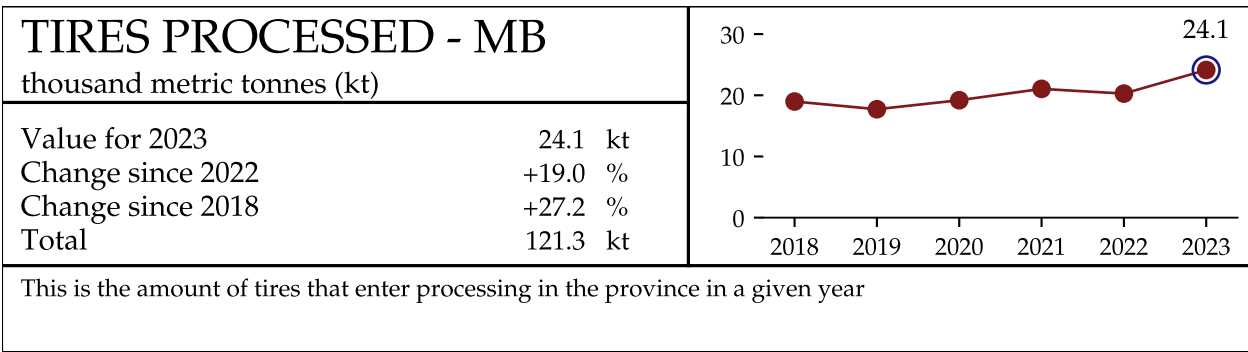 TIRES PROCESSED - MB
thousand metric tonnes (kt)
Value for 2023 24.1 kt
Change since 2022 +19.0 %
Change since 2018 +27.2 %
Total 121.3 kt
24.1
30
20
10
0
2018 2019 2020 2021 2022 2023
This is the amount of tires that enter processing in the province in a given year